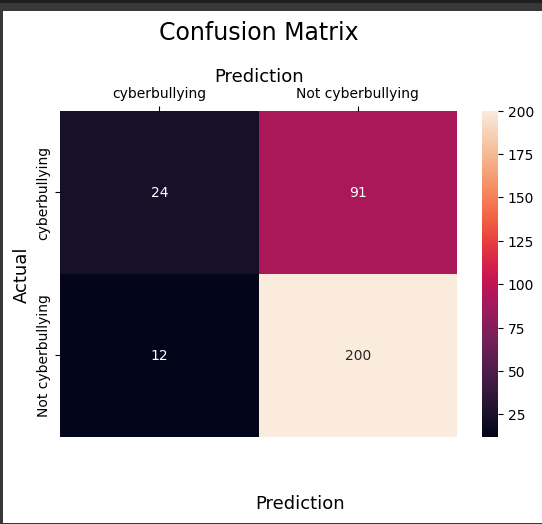 Confusion Matrix
Prediction
cyberbullying Not cyberbullying
Actual
cyberbullying
24 91
Not cyberbullying
12 200
200
175
150
125
100
75
50
25
Prediction